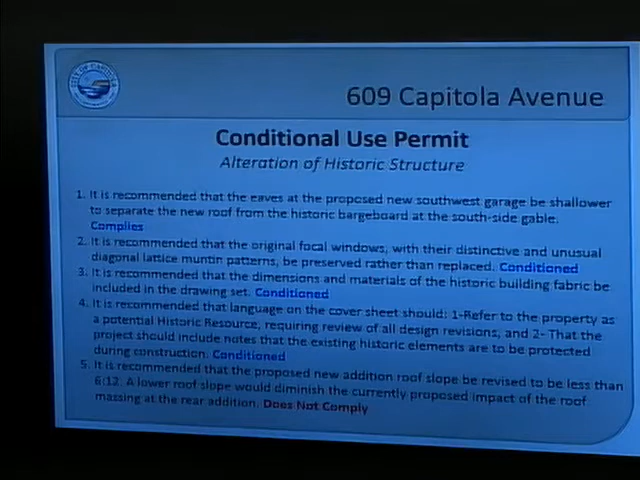 CITY OF CAPITOLA
609 Capitola Avenue
Conditional Use Permit
Alteration of Historic Structure
1. It is recommended that the eaves at the proposed new southwest garage be shallower
to separate the new roof from the historic bargeboard at the south-side gable.
Complies
2. It is recommended that the original focal windows, with their distinctive and unusual
diagonal lattice muntin patterns, be preserved rather than replaced. Conditioned
3. It is recommended that the dimensions and materials of the historic building fabric be
included in the drawing set. Conditioned
4. It is recommended that language on the cover sheet should: 1-Refer to the property as
a potential Historic Resource, requiring review of all design revisions, and 2- That the
project should include notes that the existing historic elements are to be protected
during construction. Conditioned
5. It is recommended that the proposed new addition roof slope be revised to be less than
6:12. A lower roof slope would diminish the currently proposed impact of the roof
massing at the rear addition. Does Not Comply